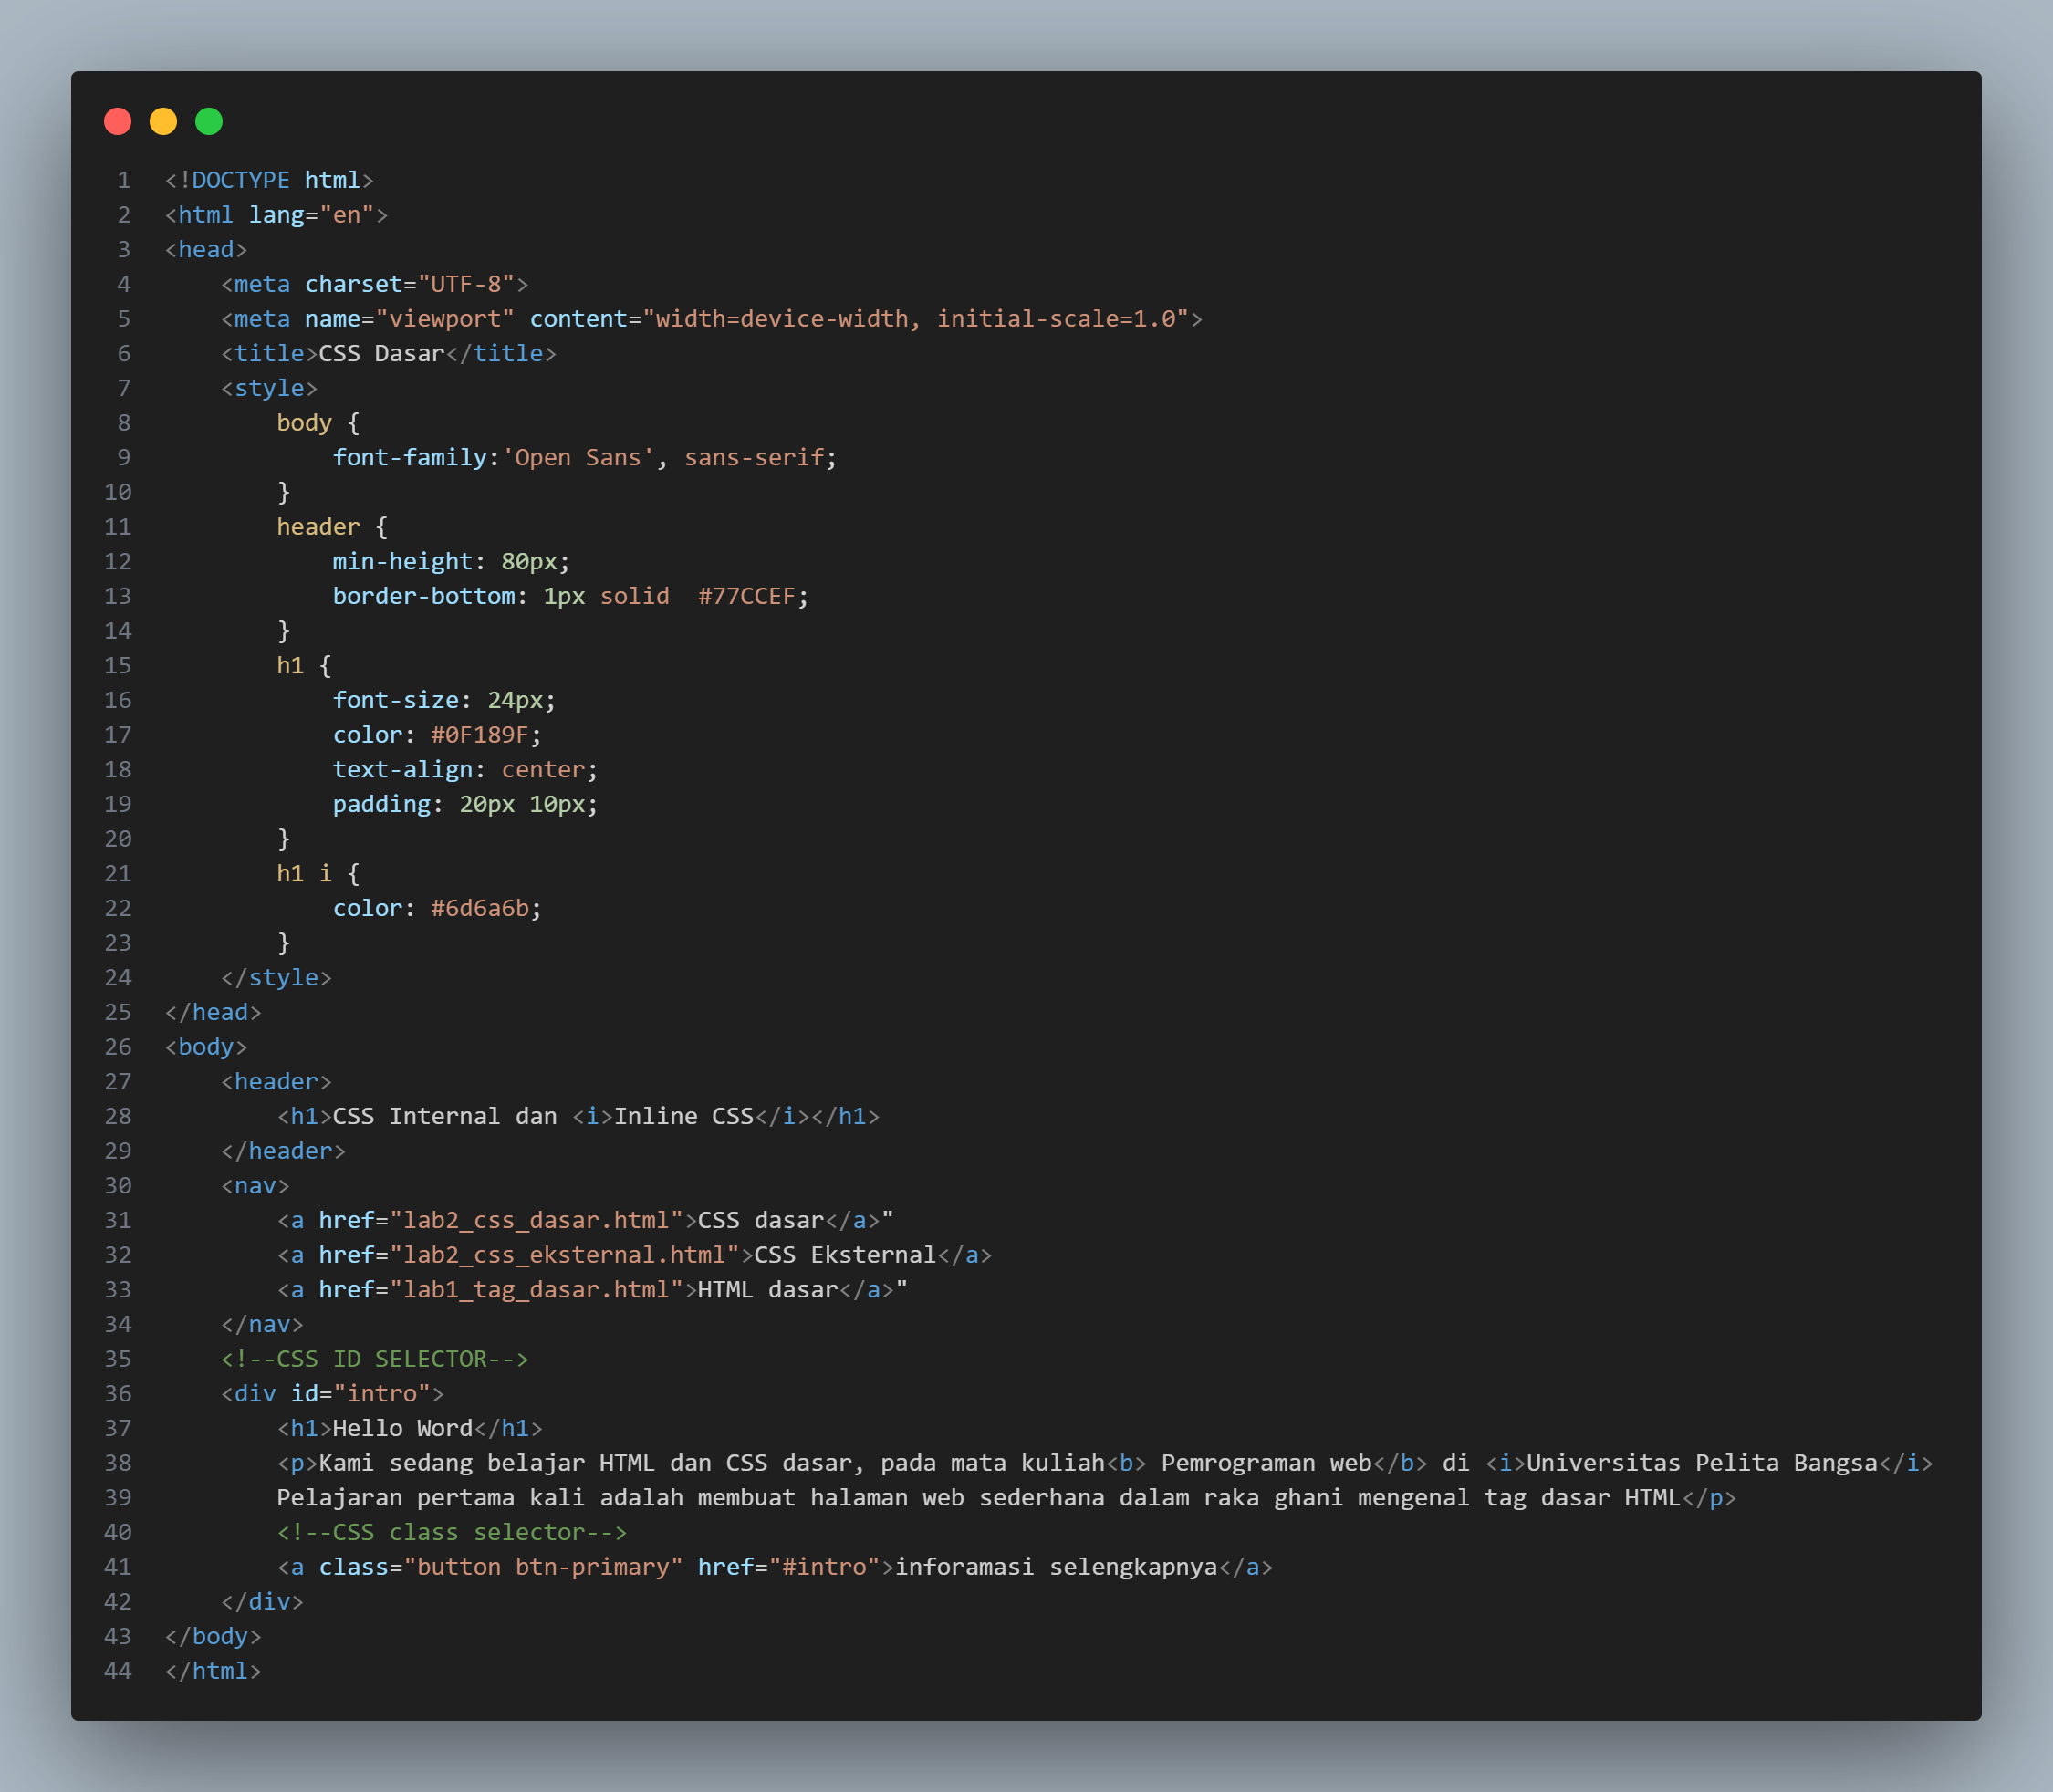 1 <!DOCTYPE html>
2 <html lang="en">
3 <head>
4     <meta charset="UTF-8">
5     <meta name="viewport" content="width=device-width, initial-scale=1.0">
6     <title>CSS Dasar</title>
7     <style>
8         body {
9             font-family:'Open Sans', sans-serif;
10         }
11         header {
12             min-height: 80px;
13             border-bottom: 1px solid  #77CCEF;
14         }
15         h1 {
16             font-size: 24px;
17             color: #0F189F;
18             text-align: center;
19             padding: 20px 10px;
20         }
21         h1 i {
22             color: #6d6a6b;
23         }
24     </style>
25 </head>
26 <body>
27     <header>
28         <h1>CSS Internal dan <i>Inline CSS</i></h1>
29     </header>
30     <nav>
31         <a href="lab2_css_dasar.html">CSS dasar</a>"
32         <a href="lab2_css_eksternal.html">CSS Eksternal</a>
33         <a href="lab1_tag_dasar.html">HTML dasar</a>"
34     </nav>
35     <!--CSS ID SELECTOR-->
36     <div id="intro">
37         <h1>Hello Word</h1>
38         <p>Kami sedang belajar HTML dan CSS dasar, pada mata kuliah<b> Pemrograman web</b> di <i>Universitas Pelita Bangsa</i>
39         Pelajaran pertama kali adalah membuat halaman web sederhana dalam raka ghani mengenal tag dasar HTML</p>
40         <!--CSS class selector-->
41         <a class="button btn-primary" href="#intro">inforamasi selengkapnya</a>
42     </div>
43 </body>
44 </html>